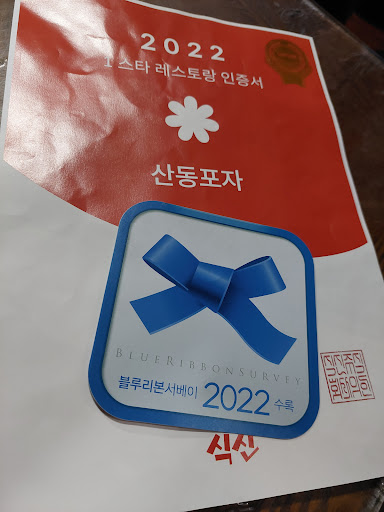 2022
1 스타 레스토랑 인증서
산동포자
BLUERIBBONSURVEY
블루리본서베이 2022 수록
식신